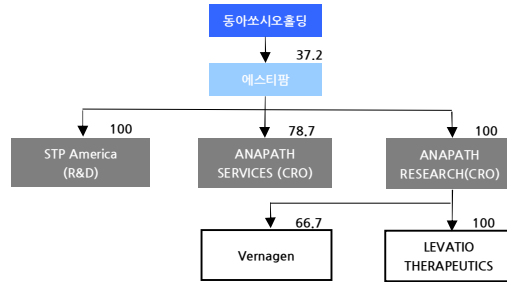 동아쏘시오홀딩
37.2
에스티팜
100
78.7
100
STP America
(R&D)
ANAPATH
SERVICES (CRO)
ANAPATH
RESEARCH(CRO)
66.7
100
Vernagen
LEVATIO
THERAPEUTICS